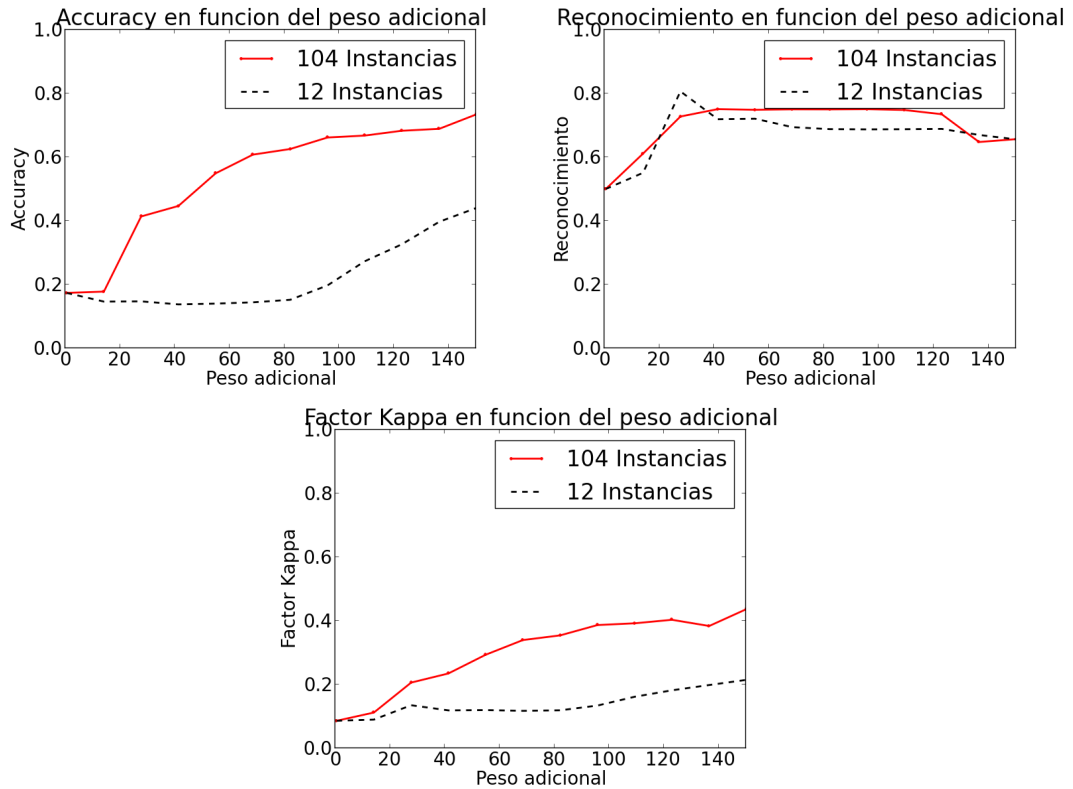 Accuracy en funcion del peso adicional
1.0
0.8
0.6
0.4
0.2
0.0
Accuracy
104 Instancias
12 Instancias
0 20 40 60 80 100 120 140
Peso adicional
Reconocimiento en funcion del peso adicional
1.0
0.8
0.6
0.4
0.2
0.0
Reconocimiento
104 Instancias
12 Instancias
0 20 40 60 80 100 120 140
Peso adicional
Factor Kappa en funcion del peso adicional
1.0
0.8
0.6
0.4
0.2
0.0
Factor Kappa
104 Instancias
12 Instancias
0 20 40 60 80 100 120 140
Peso adicional